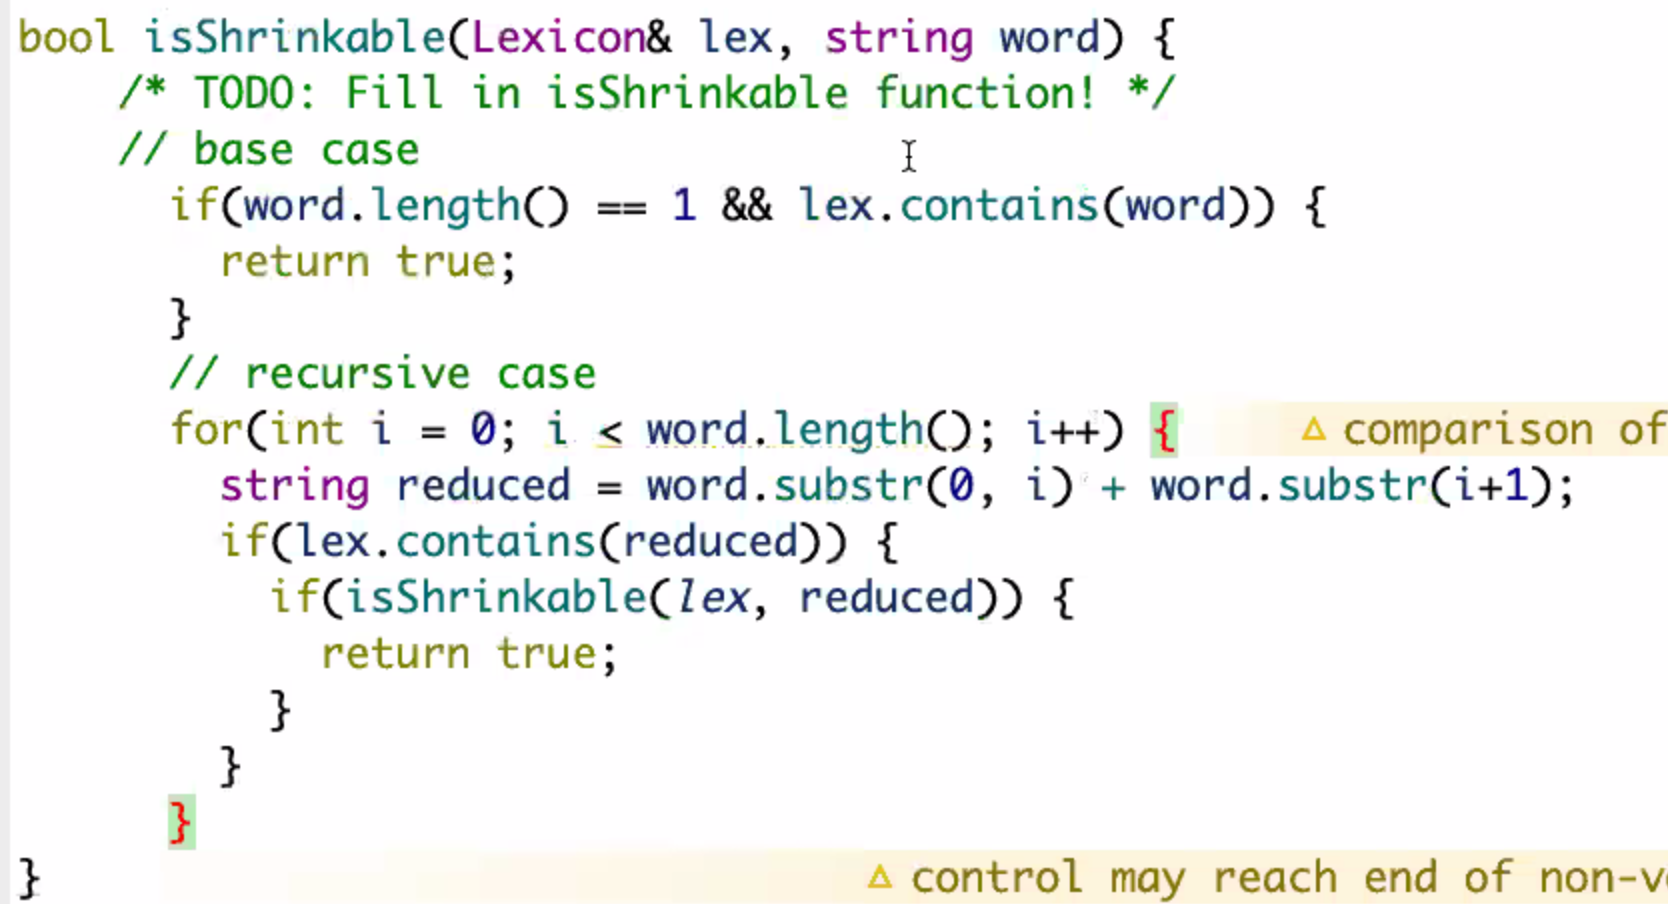 bool isShrinkable(Lexicon& lex, string word) {
/* TODO: Fill in isShrinkable function! */
// base case
if(word.length() == 1 && lex.contains(word)) {
return true;
}
// recursive case
for(int i = 0; i < word.length(); i++) { comparison of
string reduced = word.substr(0, i) + word.substr(i+1);
if(lex.contains(reduced)) {
if(isShrinkable(lex, reduced)) {
return true;
}
}
}
} control may reach end of